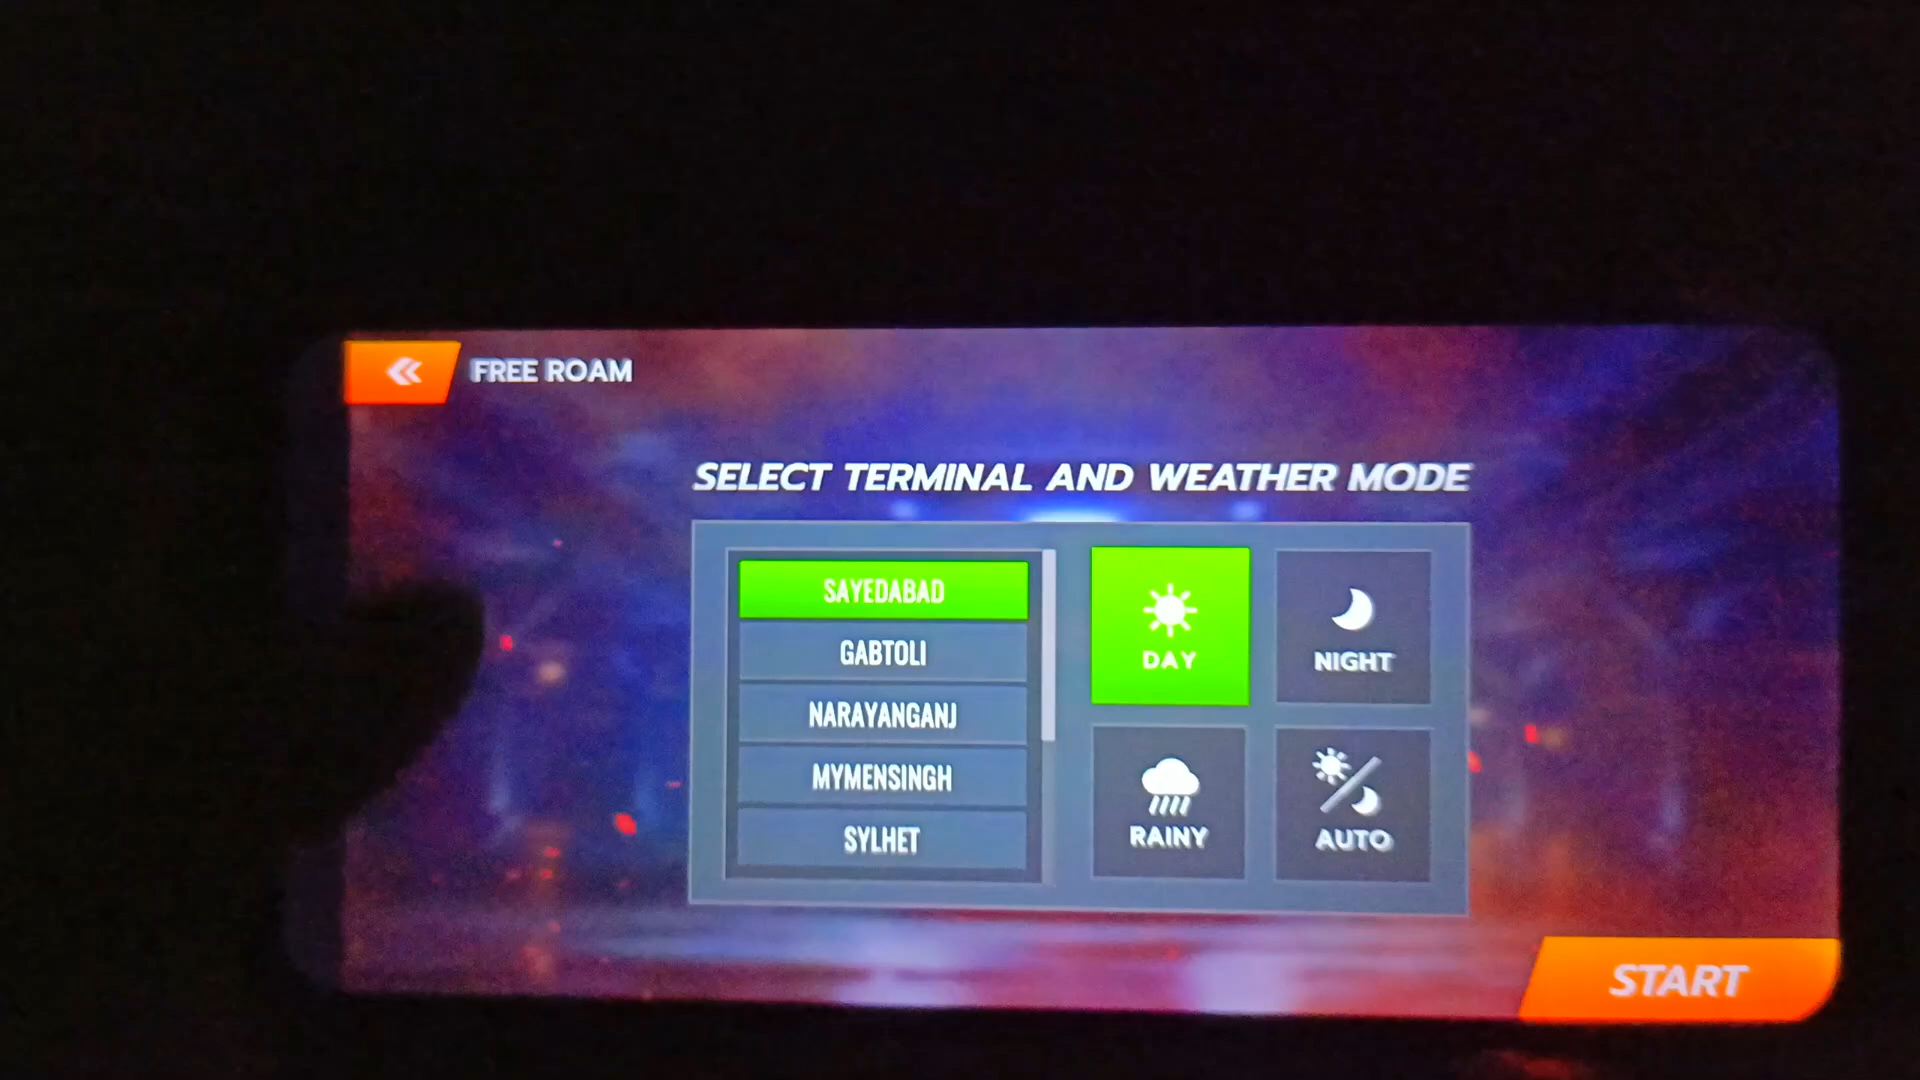 FREE ROAM
SELECT TERMINAL AND WEATHER MODE
SAYEDABAD
GABTOLI
NARAYANGANJ
MYMENSINGH
SYLHET
DAY
NIGHT
RAINY
AUTO
START